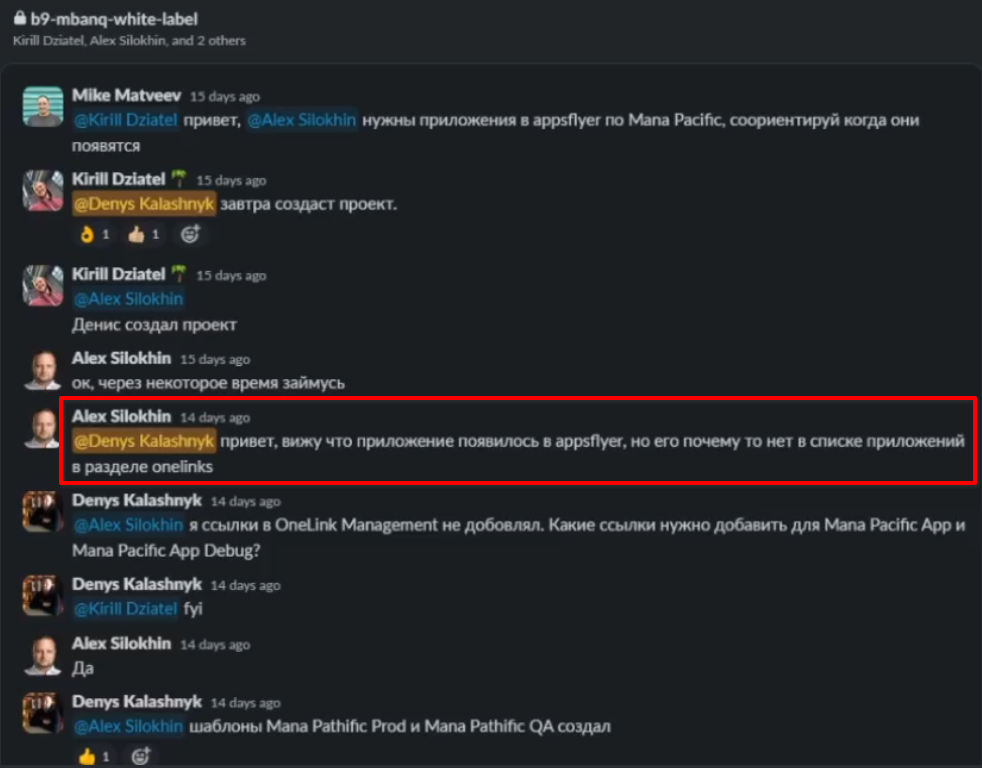 b9-mbanq-white-label
Kirill Dziatel, Alex Silokhin, and 2 others
Mike Matveev 15 days ago
@Kirill Dziatel привет, @Alex Silokhin нужны приложения в appsflyer по Mana Pacific, соориентируй когда они
появятся
Kirill Dziatel 15 days ago
@Denys Kalashnyk завтра создаст проект.
1 1
Kirill Dziatel 15 days ago
@Alex Silokhin
Денис создал проект
Alex Silokhin 15 days ago
ок, через некоторое время займусь
Alex Silokhin 14 days ago
@Denys Kalashnyk привет, вижу что приложение появилось в appsflyer, но его почему то нет в списке приложений
в разделе onelinks
Denys Kalashnyk 14 days ago
@Alex Silokhin я ссылки в OneLink Management не добовлял. Какие ссылки нужно добавить для Mana Pacific App и
Mana Pacific App Debug?
Denys Kalashnyk 14 days ago
@Kirill Dziatel fyi
Alex Silokhin 14 days ago
Да
Denys Kalashnyk 14 days ago
@Alex Silokhin шаблоны Mana Pathific Prod и Mana Pathific QA создал
1